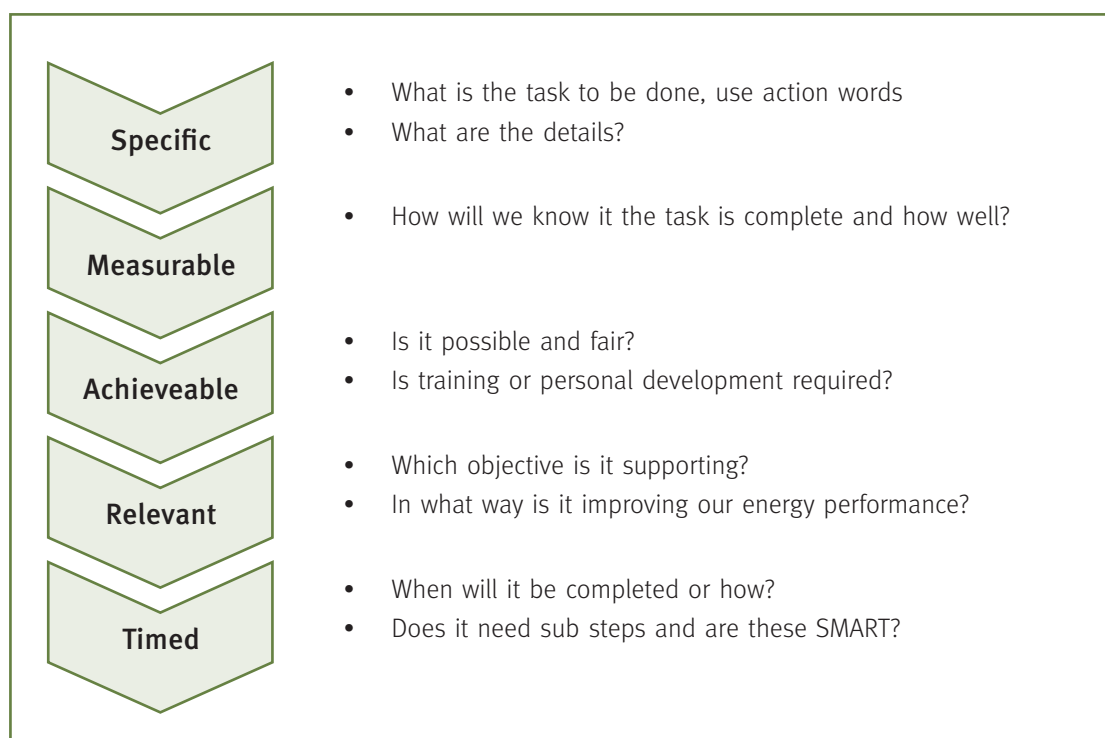 Specific
• What is the task to be done, use action words
• What are the details?
Measurable
• How will we know it the task is complete and how well?
Achieveable
• Is it possible and fair?
• Is training or personal development required?
Relevant
• Which objective is it supporting?
• In what way is it improving our energy performance?
Timed
• When will it be completed or how?
• Does it need sub steps and are these SMART?